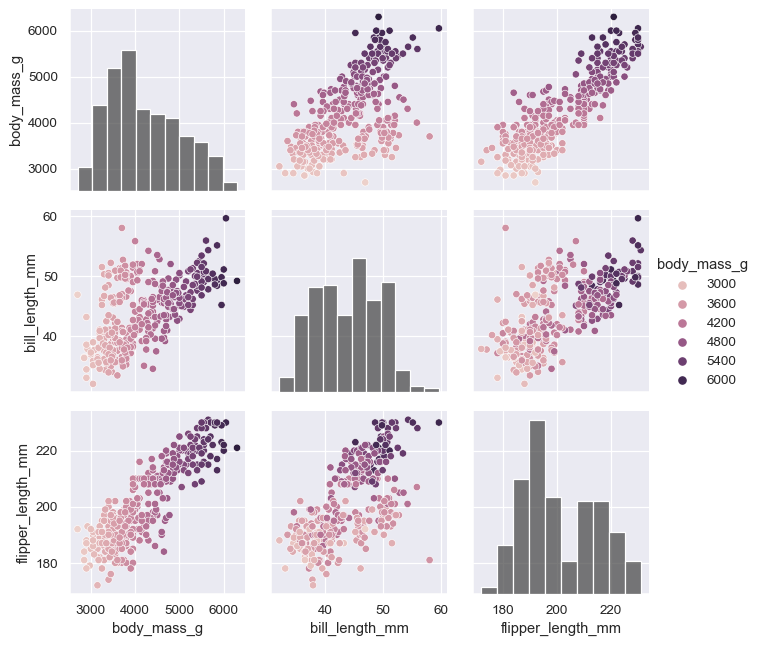 6000
5000
4000
3000
body_mass_g
60
50
40
bill_length_mm
body_mass_g
3000
3600
4200
4800
5400
6000
220
200
180
flipper_length_mm
3000 4000 5000 6000 40 50 60 180 200 220
body_mass_g bill_length_mm flipper_length_mm